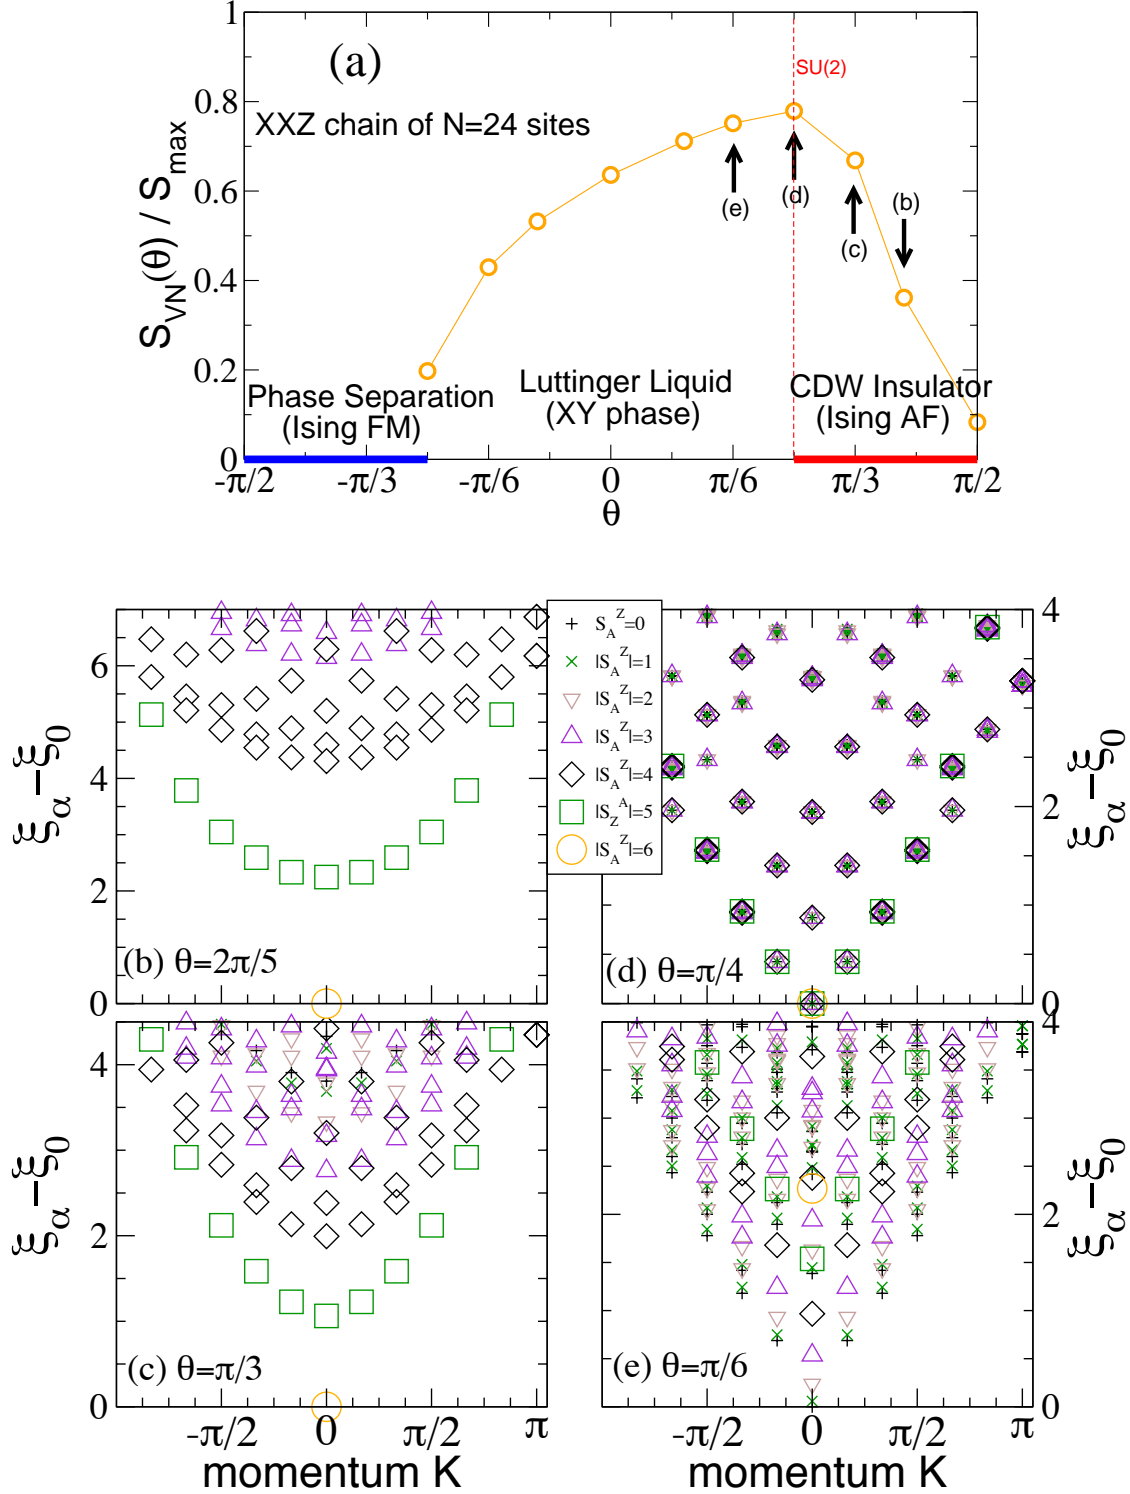 1
(a)
SU(2)
0.8
XXZ chain of N=24 sites
0.6
(e)
(d)
(b)
(c)
S_VN(θ) / S_max
0.4
0.2
Phase Separation
(Ising FM)
Luttinger Liquid
(XY phase)
CDW Insulator
(Ising AF)
0
-π/2
-π/3
-π/6
0
π/6
π/3
π/2
θ
6
4
2
0
ξ_α − ξ_0
(b) θ=2π/5
S_A^Z=0
|S_A^Z|=1
|S_A^Z|=2
|S_A^Z|=3
|S_A^Z|=4
|S_Z^A|=5
|S_A^Z|=6
4
2
0
ξ_α − ξ_0
(d) θ=π/4
4
2
0
ξ_α − ξ_0
(c) θ=π/3
-π/2
0
π/2
π
momentum K
4
2
0
ξ_α − ξ_0
(e) θ=π/6
-π/2
0
π/2
π
momentum K